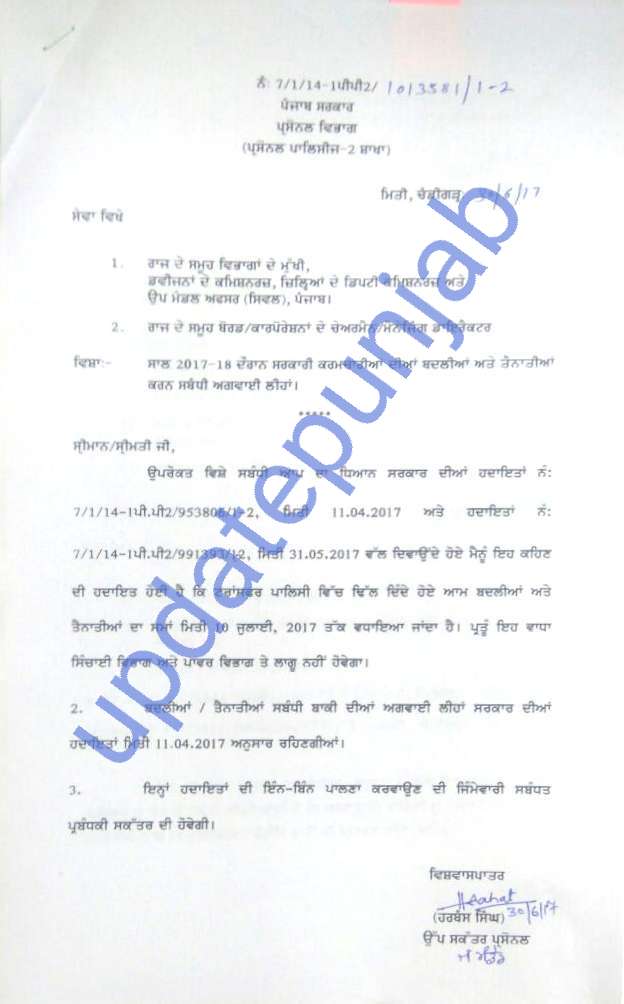 ਨੰ: 7/1/14-1ਪੀਪੀ2/ 1013581/1-2
ਪੰਜਾਬ ਸਰਕਾਰ
ਪ੍ਰਸੋਨਲ ਵਿਭਾਗ
(ਪ੍ਰਸੋਨਲ ਪਾਲਿਸੀਜ-2 ਸ਼ਾਖਾ)
ਮਿਤੀ, ਚੰਡੀਗੜ੍ਹ: 30/6/17
ਸੇਵਾ ਵਿਖੇ
1. ਰਾਜ ਦੇ ਸਮੂਹ ਵਿਭਾਗਾਂ ਦੇ ਮੁੱਖੀ,
ਡਵੀਜਨਾਂ ਦੇ ਕਮਿਸ਼ਨਰਜ਼, ਜ਼ਿਲ੍ਹਿਆਂ ਦੇ ਡਿਪਟੀ ਕਮਿਸ਼ਨਰਜ਼ ਅਤੇ
ਉਪ ਮੰਡਲ ਅਫਸਰ (ਸਿਵਲ), ਪੰਜਾਬ।
2. ਰਾਜ ਦੇ ਸਮੂਹ ਬੋਰਡ/ਕਾਰਪੋਰੇਸ਼ਨਾਂ ਦੇ ਚੇਅਰਮੈਨ/ਮੈਨੇਜਿੰਗ ਡਾਇਰੈਕਟਰ
ਵਿਸ਼ਾ:- ਸਾਲ 2017-18 ਦੌਰਾਨ ਸਰਕਾਰੀ ਕਰਮਚਾਰੀਆਂ ਦੀਆਂ ਬਦਲੀਆਂ ਅਤੇ ਤੈਨਾਤੀਆਂ
ਕਰਨ ਸਬੰਧੀ ਅਗਵਾਈ ਲੀਹਾਂ।
*****
ਸ੍ਰੀਮਾਨ/ਸ੍ਰੀਮਤੀ ਜੀ,
ਉਪਰੋਕਤ ਵਿਸ਼ੇ ਸਬੰਧੀ ਆਪ ਦਾ ਧਿਆਨ ਸਰਕਾਰ ਦੀਆਂ ਹਦਾਇਤਾਂ ਨੰ:
7/1/14-1ਪੀ.ਪੀ2/953806/1-2, ਮਿਤੀ 11.04.2017 ਅਤੇ ਹਦਾਇਤਾਂ ਨੰ:
7/1/14-1ਪੀ.ਪੀ2/991393/1-2, ਮਿਤੀ 31.05.2017 ਵੱਲ ਦਿਵਾਉਂਦੇ ਹੋਏ ਮੈਨੂੰ ਇਹ ਕਹਿਣ
ਦੀ ਹਦਾਇਤ ਹੋਈ ਹੈ ਕਿ ਟਰਾਂਸਫਰ ਪਾਲਿਸੀ ਵਿੱਚ ਢਿੱਲ ਦਿੰਦੇ ਹੋਏ ਆਮ ਬਦਲੀਆਂ ਅਤੇ
ਤੈਨਾਤੀਆਂ ਦਾ ਸਮਾਂ ਮਿਤੀ 10 ਜੁਲਾਈ, 2017 ਤੱਕ ਵਧਾਇਆ ਜਾਂਦਾ ਹੈ। ਪ੍ਰੰਤੂ ਇਹ ਵਾਧਾ
ਸਿੰਚਾਈ ਵਿਭਾਗ ਅਤੇ ਪਾਵਰ ਵਿਭਾਗ ਤੇ ਲਾਗੂ ਨਹੀਂ ਹੋਵੇਗਾ।
2. ਬਦਲੀਆਂ / ਤੈਨਾਤੀਆਂ ਸਬੰਧੀ ਬਾਕੀ ਦੀਆਂ ਅਗਵਾਈ ਲੀਹਾਂ ਸਰਕਾਰ ਦੀਆਂ
ਹਦਾਇਤਾਂ ਮਿਤੀ 11.04.2017 ਅਨੁਸਾਰ ਰਹਿਣਗੀਆਂ।
3. ਇਨ੍ਹਾਂ ਹਦਾਇਤਾਂ ਦੀ ਇੰਨ-ਬਿੰਨ ਪਾਲਣਾ ਕਰਵਾਉਣ ਦੀ ਜਿੰਮੇਵਾਰੀ ਸਬੰਧਤ
ਪ੍ਰਬੰਧਕੀ ਸਕੱਤਰ ਦੀ ਹੋਵੇਗੀ।
ਵਿਸ਼ਵਾਸਪਾਤਰ
30/6/17
(ਹਰਬੰਸ ਸਿੰਘ)
ਉੱਪ ਸਕੱਤਰ ਪ੍ਰਸੋਨਲ
updatepunjab